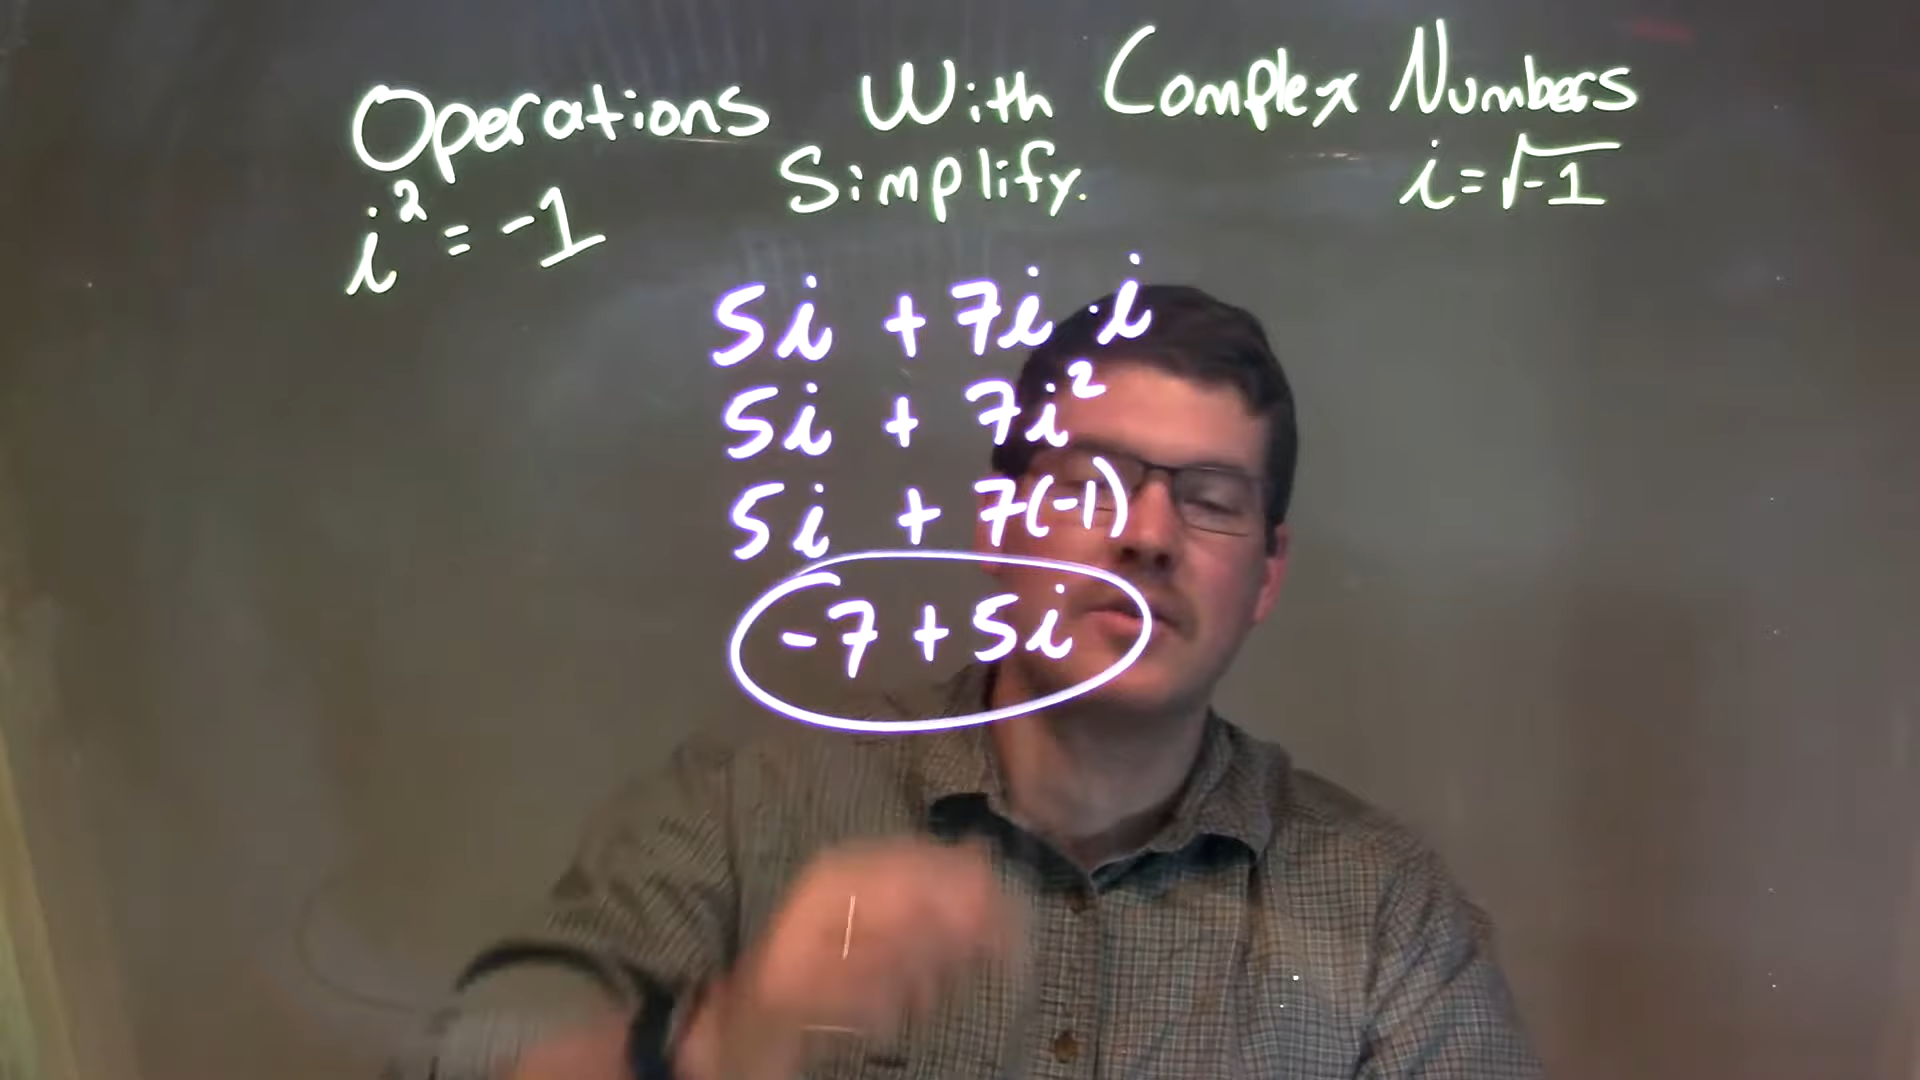 Operations With Complex Numbers
Simplify.
i² = -1
i = √-1
5i + 7i · i
5i + 7i²
5i + 7(-1)
-7 + 5i